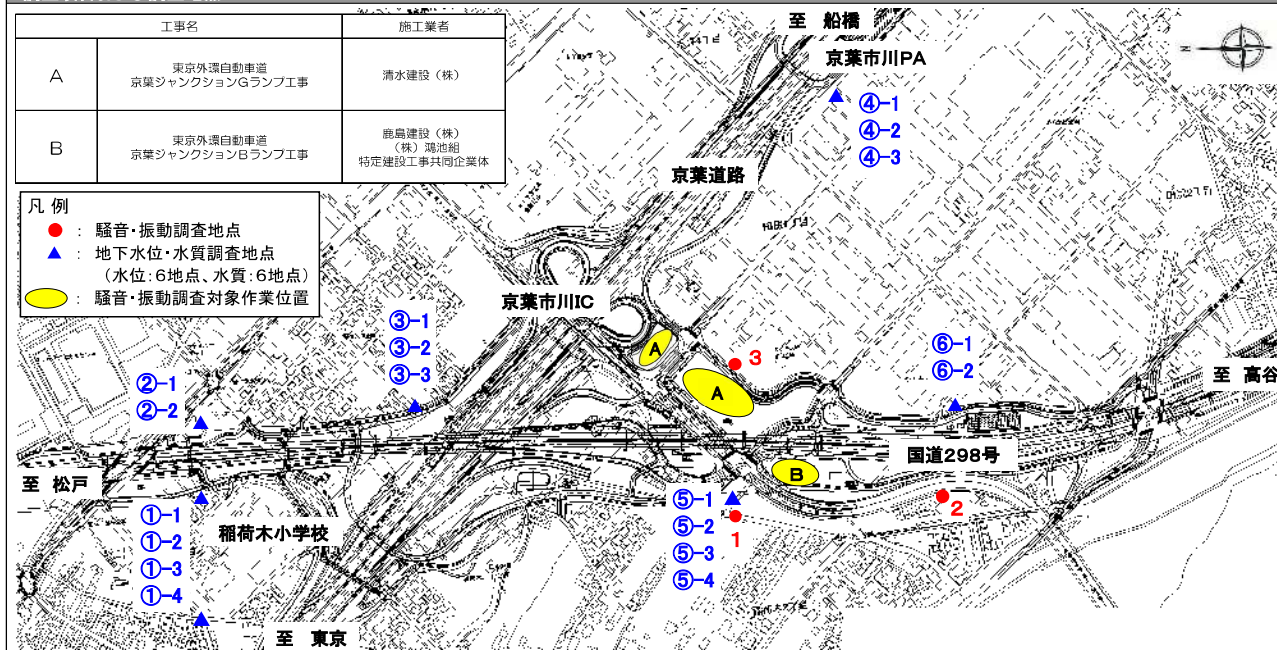 工事名 施工業者
A 東京外環自動車道
京葉ジャンクションGランプ工事 清水建設（株）
B 東京外環自動車道
京葉ジャンクションBランプ工事 鹿島建設（株）
（株）鴻池組
特定建設工事共同企業体
凡 例
： 騒音・振動調査地点
： 地下水位・水質調査地点
（水位：6地点、水質：6地点）
： 騒音・振動調査対象作業位置
至 船橋
京葉市川PA
④-1
④-2
④-3
京葉道路
京葉市川IC
③-1
③-2
③-3
A
3
A
⑥-1
⑥-2
至 高谷
②-1
②-2
国道298号
B
至 松戸
2
①-1
①-2
①-3
①-4
稲荷木小学校
⑤-1
⑤-2
⑤-3
⑤-4
1
至 東京